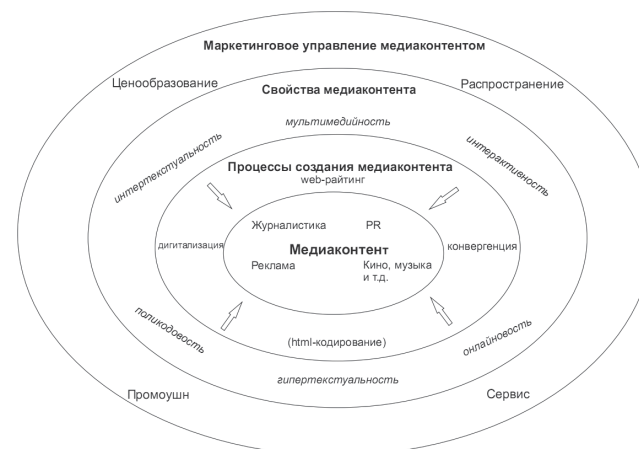 Маркетинговое управление медиаконтентом
Ценообразование
Распространение
Свойства медиаконтента
мультимедийность
интертекстуальность
интерактивность
Процессы создания медиаконтента
web-райтинг
Журналистика
PR
дигитализация
Медиаконтент
конвергенция
Реклама
Кино, музыка
и т.д.
поликодовость
(html-кодирование)
онлайновость
гипертекстуальность
Промоушн
Сервис